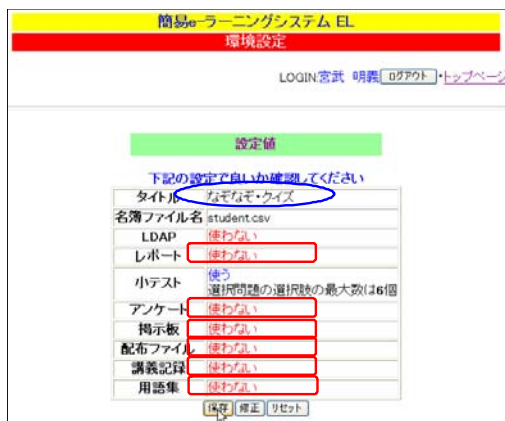 簡易e-ラーニングシステム EL
環境設定
LOGIN:宮武 明義 ログアウト・トップページ
設定値
下記の設定で良いか確認してください
タイトル なぞなぞ・クイズ
名簿ファイル名 student.csv
LDAP 使わない
レポート 使わない
小テスト 使う
選択問題の選択肢の最大数は6個
アンケート 使わない
掲示板 使わない
配布ファイル 使わない
講義記録 使わない
用語集 使わない
保存 修正 リセット